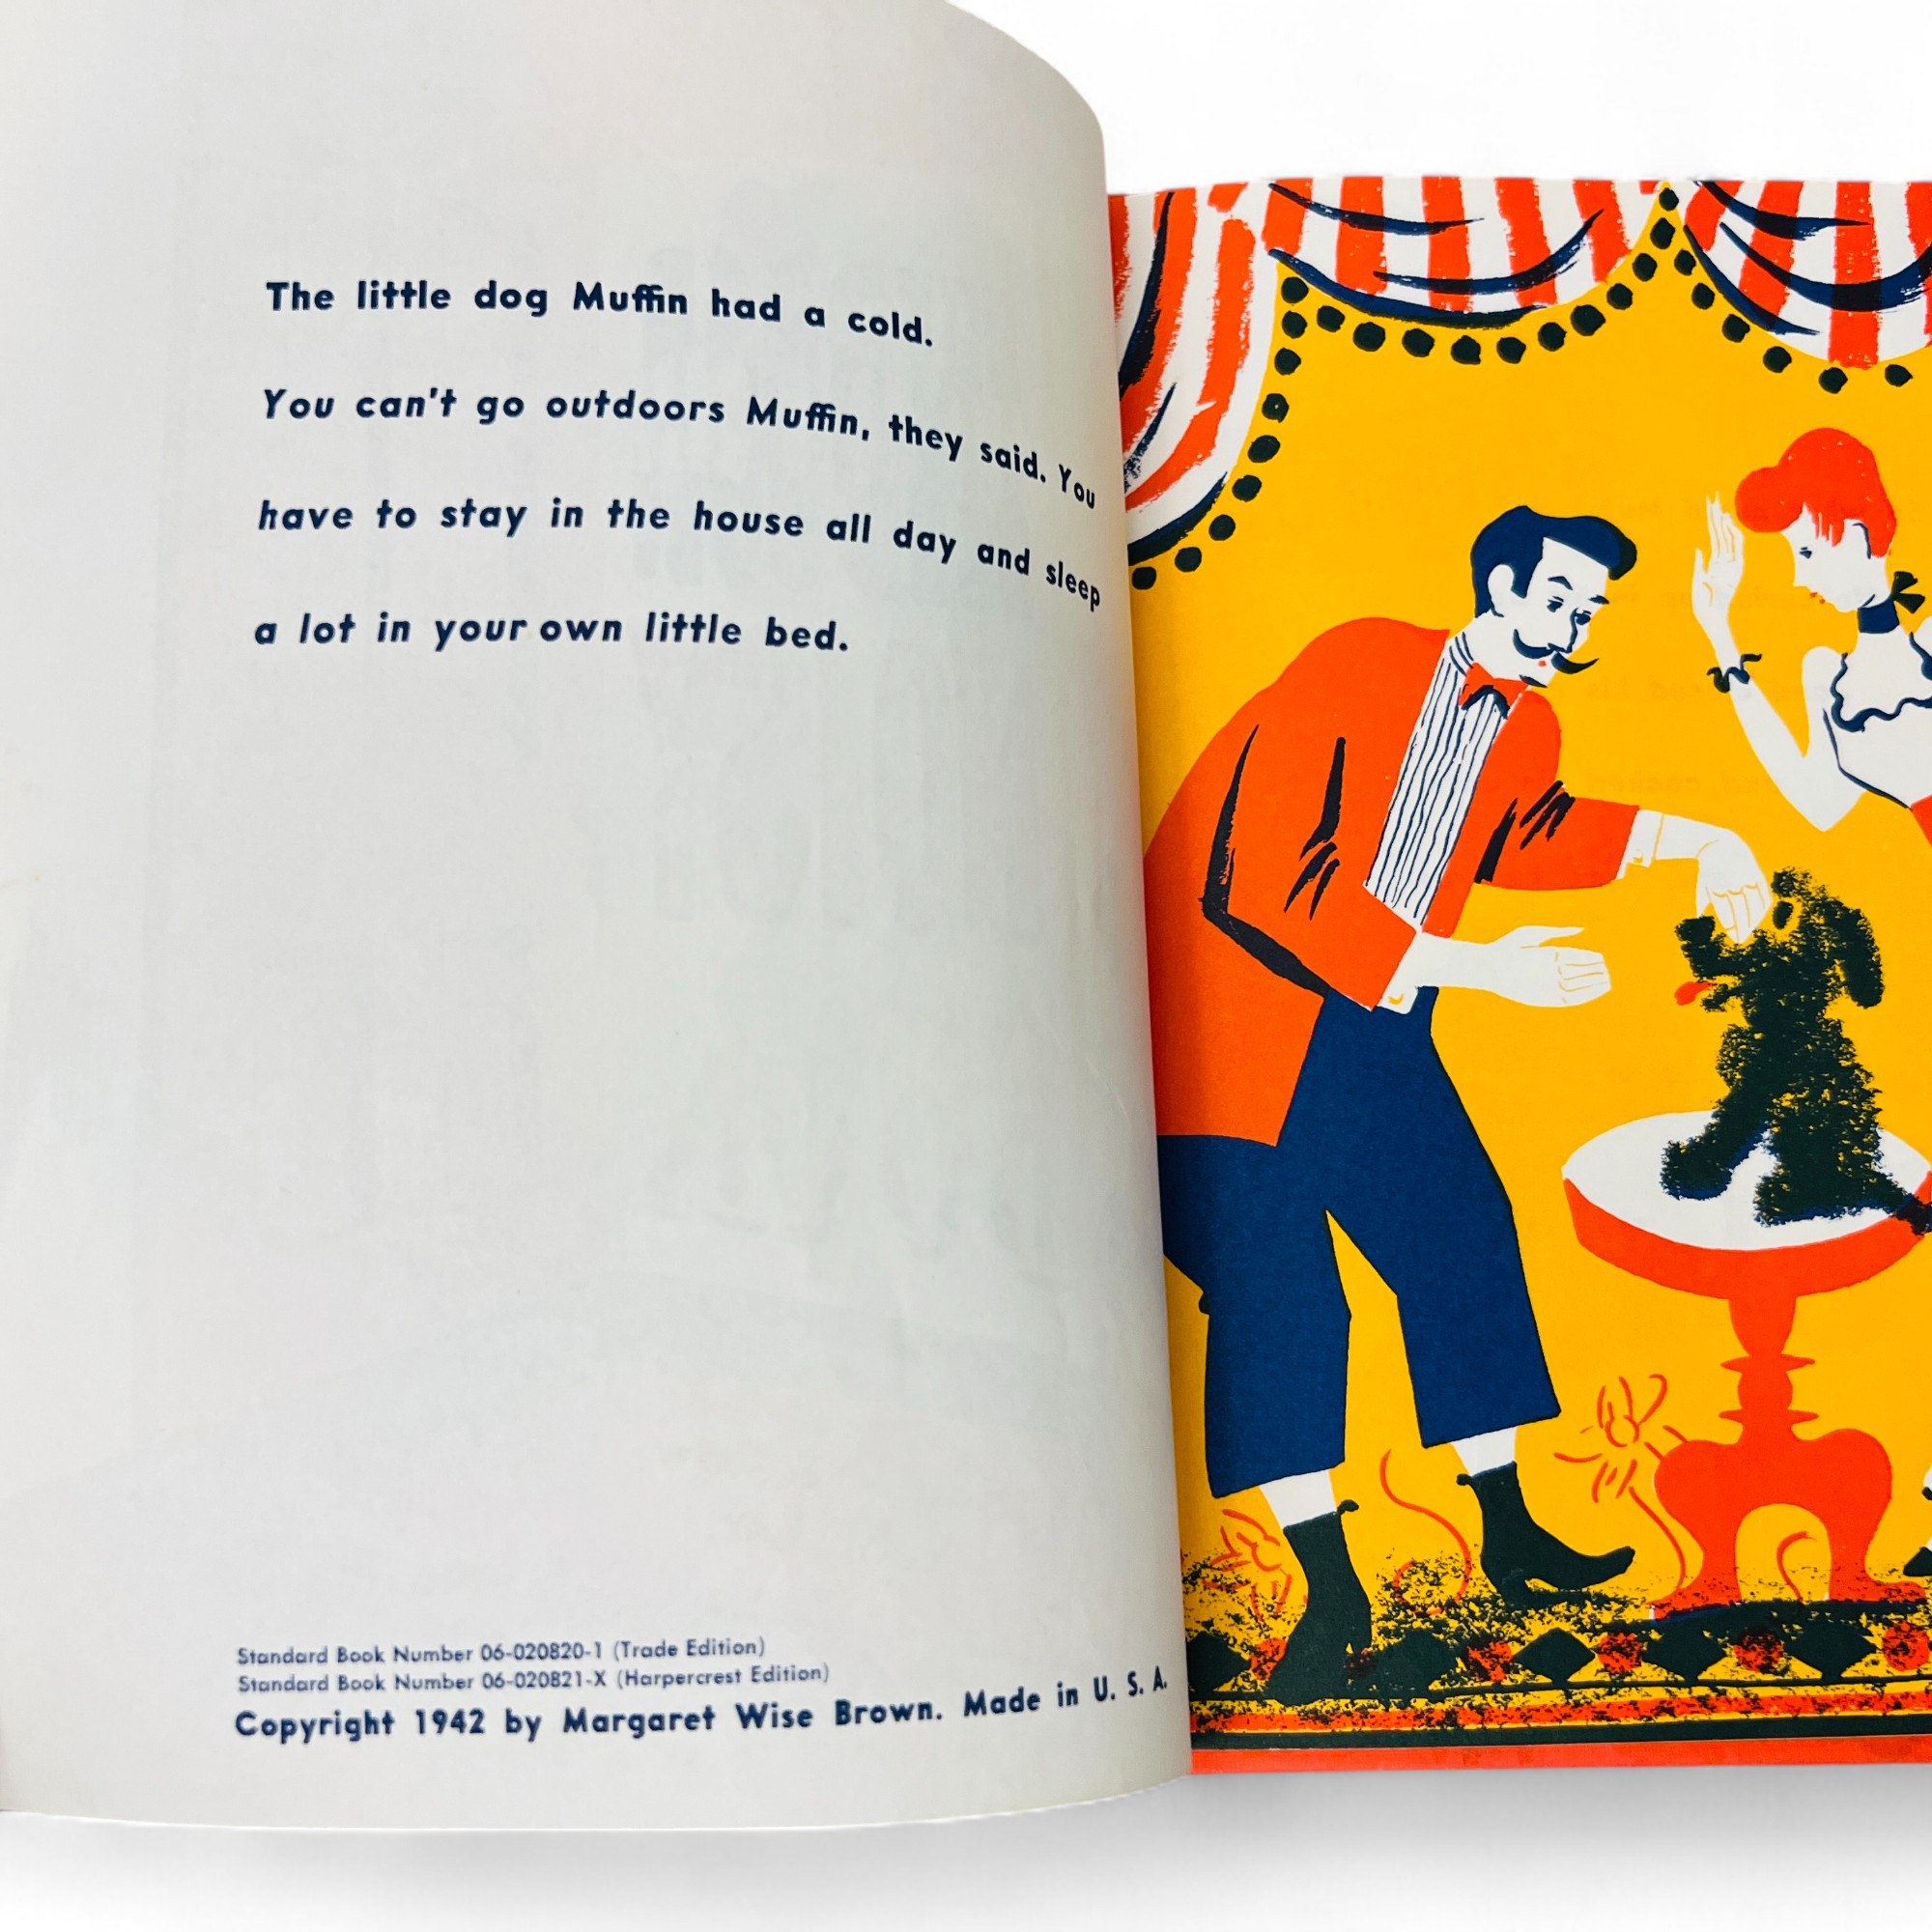 The little dog Muffin had a cold.
You can't go outdoors Muffin, they said. You
have to stay in the house all day and sleep
a lot in your own little bed.
Standard Book Number 06-020820-1 (Trade Edition)
Standard Book Number 06-020821-X (Harpercrest Edition)
Copyright 1942 by Margaret Wise Brown. Made in U. S. A.